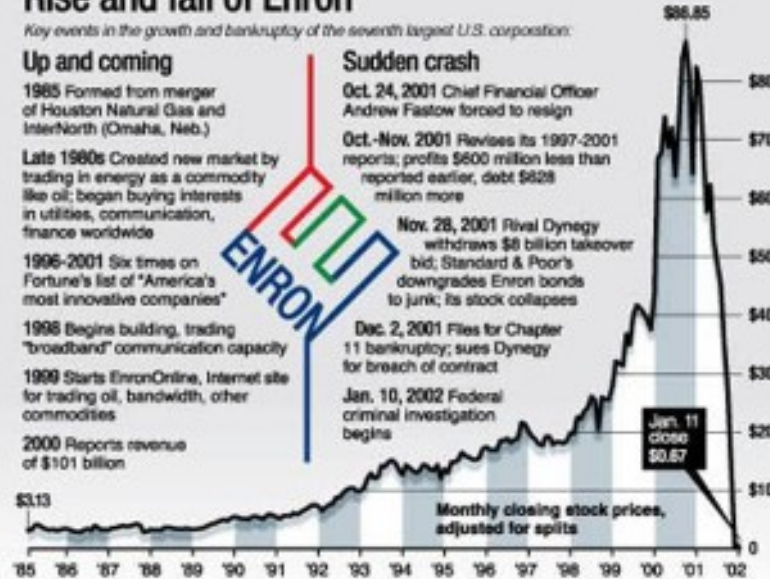 Rise and fall of Enron
Key events in the growth and bankruptcy of the seventh largest U.S. corporation:
Up and coming
1985 Formed from merger
of Houston Natural Gas and
InterNorth (Omaha, Neb.)
Late 1980s Created new market by
trading in energy as a commodity
like oil; began buying interests
in utilities, communication,
finance worldwide
1996-2001 Six times on
Fortune's list of "America's
most innovative companies"
1998 Begins building, trading
"broadband" communication capacity
1999 Starts EnronOnline, Internet site
for trading oil, bandwidth, other
commodities
2000 Reports revenue
of $101 billion
ENRON
Sudden crash
Oct. 24, 2001 Chief Financial Officer
Andrew Fastow forced to resign
Oct.-Nov. 2001 Revises its 1997-2001
reports; profits $600 million less than
reported earlier, debt $628
million more
Nov. 28, 2001 Rival Dynegy
withdraws $8 billion takeover
bid; Standard & Poor's
downgrades Enron bonds
to junk; its stock collapses
Dec. 2, 2001 Files for Chapter
11 bankruptcy; sues Dynegy
for breach of contract
Jan. 10, 2002 Federal
criminal investigation
begins
$86.85
$80
$70
$60
$50
$40
$30
$20
$10
0
Jan. 11
close
$0.67
$3.13
Monthly closing stock prices,
adjusted for splits
'85 '86 '87 '88 '89 '90 '91 '92 '93 '94 '95 '96 '97 '98 '99 '00 '01 '02